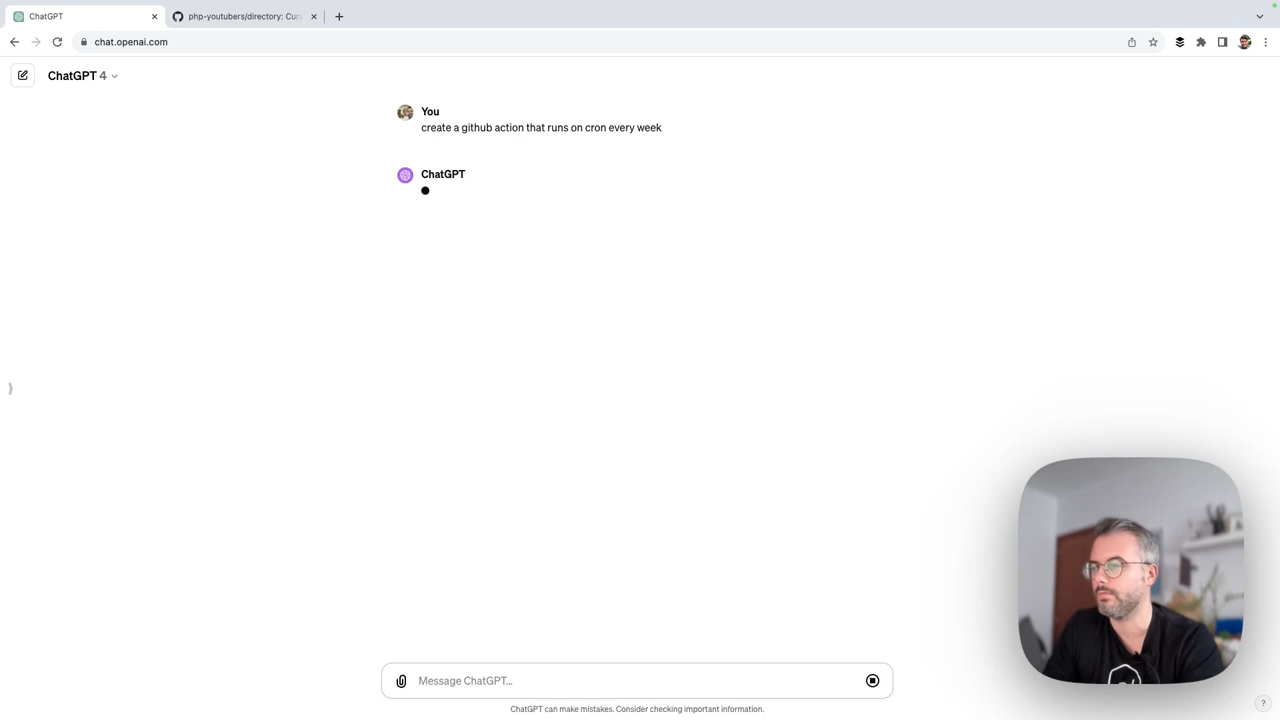 ChatGPT
php-youtubers/directory: Cur
chat.openai.com
ChatGPT 4
You
create a github action that runs on cron every week
ChatGPT
Message ChatGPT...
ChatGPT can make mistakes. Consider checking important information.
?